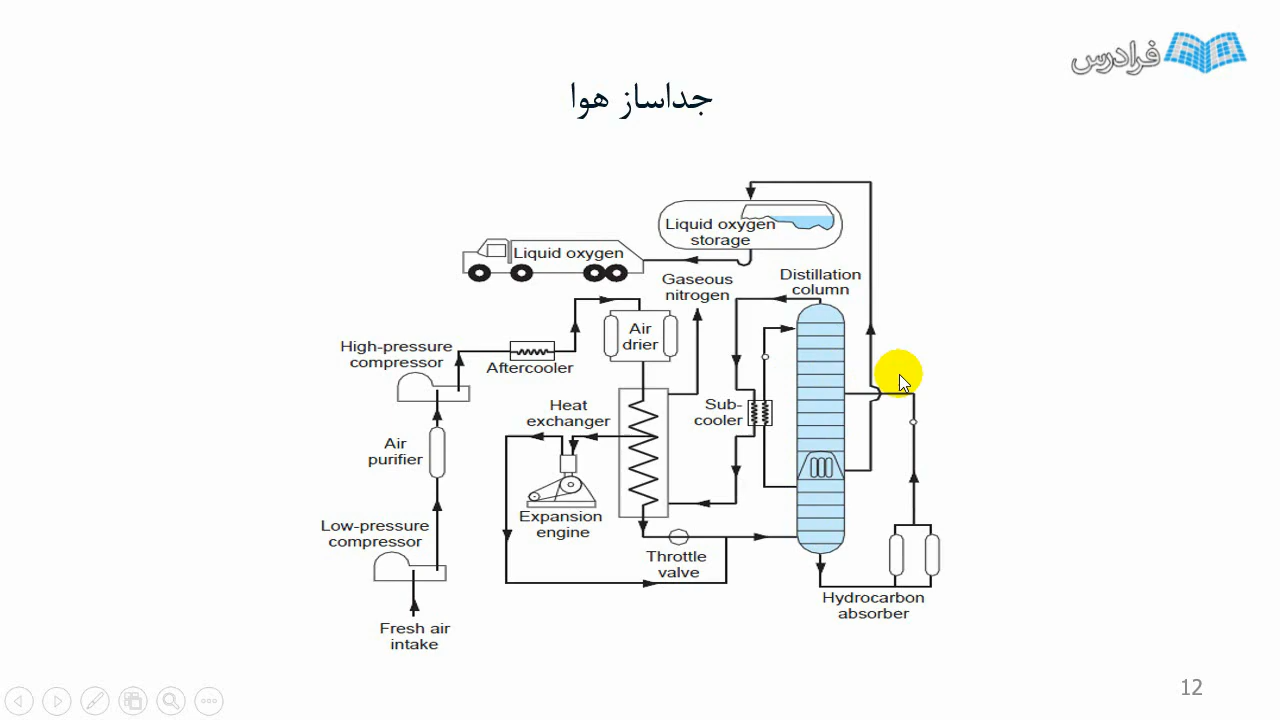 فرادرس
جداساز هوا
Liquid oxygen
storage
Liquid oxygen
Gaseous
nitrogen
Distillation
column
Air
drier
High-pressure
compressor
Aftercooler
Heat
exchanger
Sub-
cooler
Air
purifier
Expansion
engine
Low-pressure
compressor
Throttle
valve
Hydrocarbon
absorber
Fresh air
intake
12